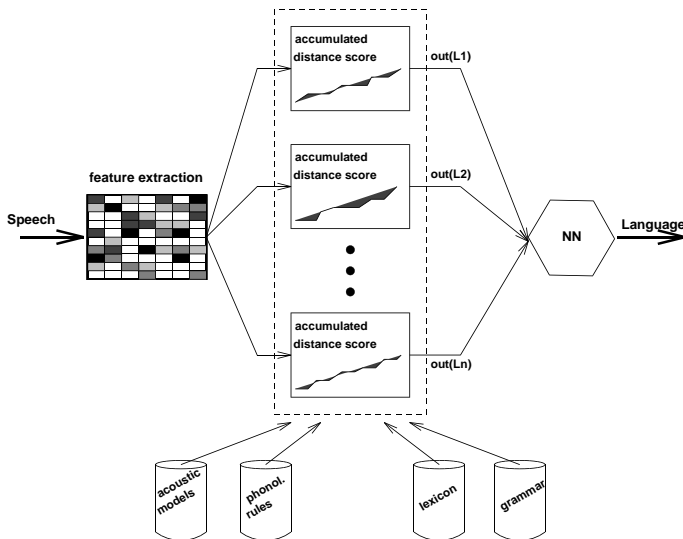 accumulated
distance score
out(L1)
feature extraction
accumulated
distance score
out(L2)
Speech
NN
Language
accumulated
distance score
out(Ln)
acoustic
models
phonol.
rules
lexicon
grammar